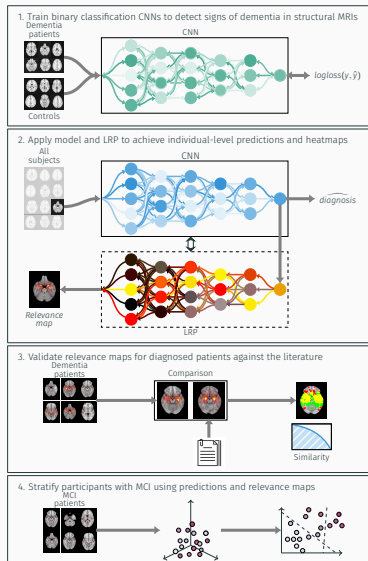 1. Train binary classification CNNs to detect signs of dementia in structural MRIs
Dementia
patients
CNN
logloss(y, ŷ)
Controls
2. Apply model and LRP to achieve individual-level predictions and heatmaps
All
subjects
CNN
diagnosis
Relevance
map
LRP
3. Validate relevance maps for diagnosed patients against the literature
Dementia
patients
Comparison
Similarity
4. Stratify participants with MCI using predictions and relevance maps
MCI
patients